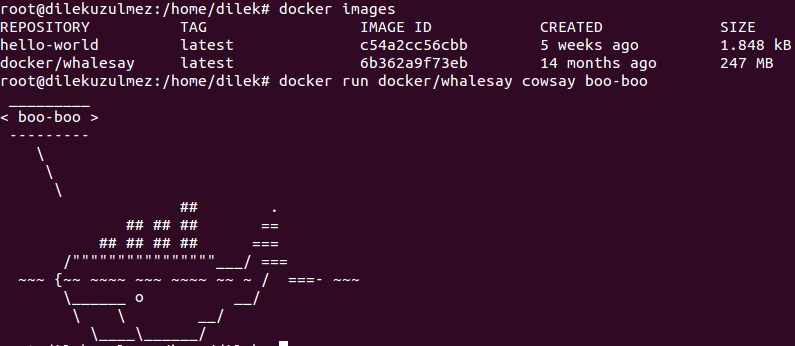 root@dilekuzulmez:/home/dilek# docker images
REPOSITORY          TAG                 IMAGE ID            CREATED             SIZE
hello-world         latest              c54a2cc56cbb        5 weeks ago         1.848 kB
docker/whalesay     latest              6b362a9f73eb        14 months ago       247 MB
root@dilekuzulmez:/home/dilek# docker run docker/whalesay cowsay boo-boo
 _________
< boo-boo >
 ---------
    \
     \
      \
                    ##        .
              ## ## ##       ==
           ## ## ## ##      ===
       /""""""""""""""""___/ ===
  ~~~ {~~ ~~~~ ~~~ ~~~~ ~~ ~ /  ===- ~~~
       \______ o          __/
        \    \        __/
          \____\______/